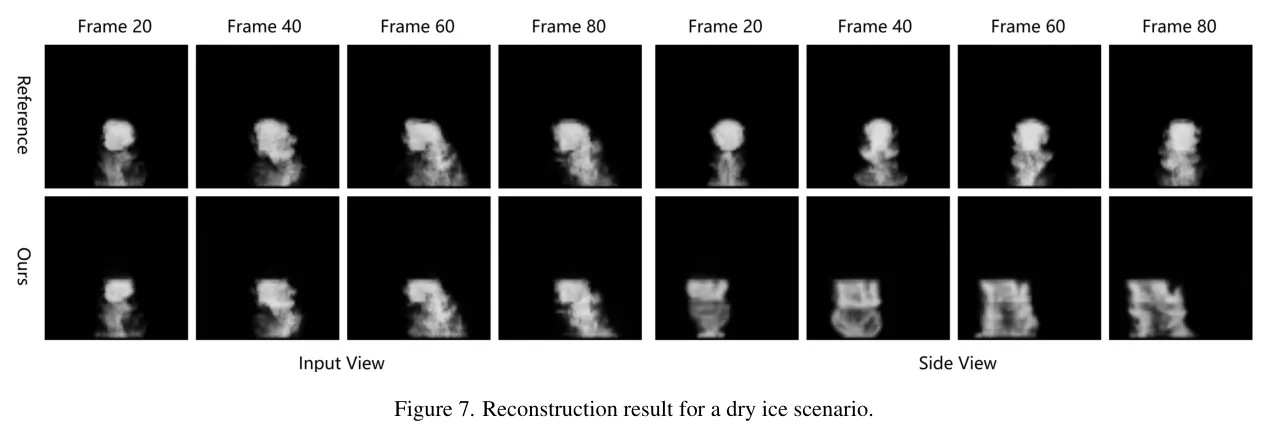 Frame 20 Frame 40 Frame 60 Frame 80 Frame 20 Frame 40 Frame 60 Frame 80
Reference
Ours
Input View Side View
Figure 7. Reconstruction result for a dry ice scenario.